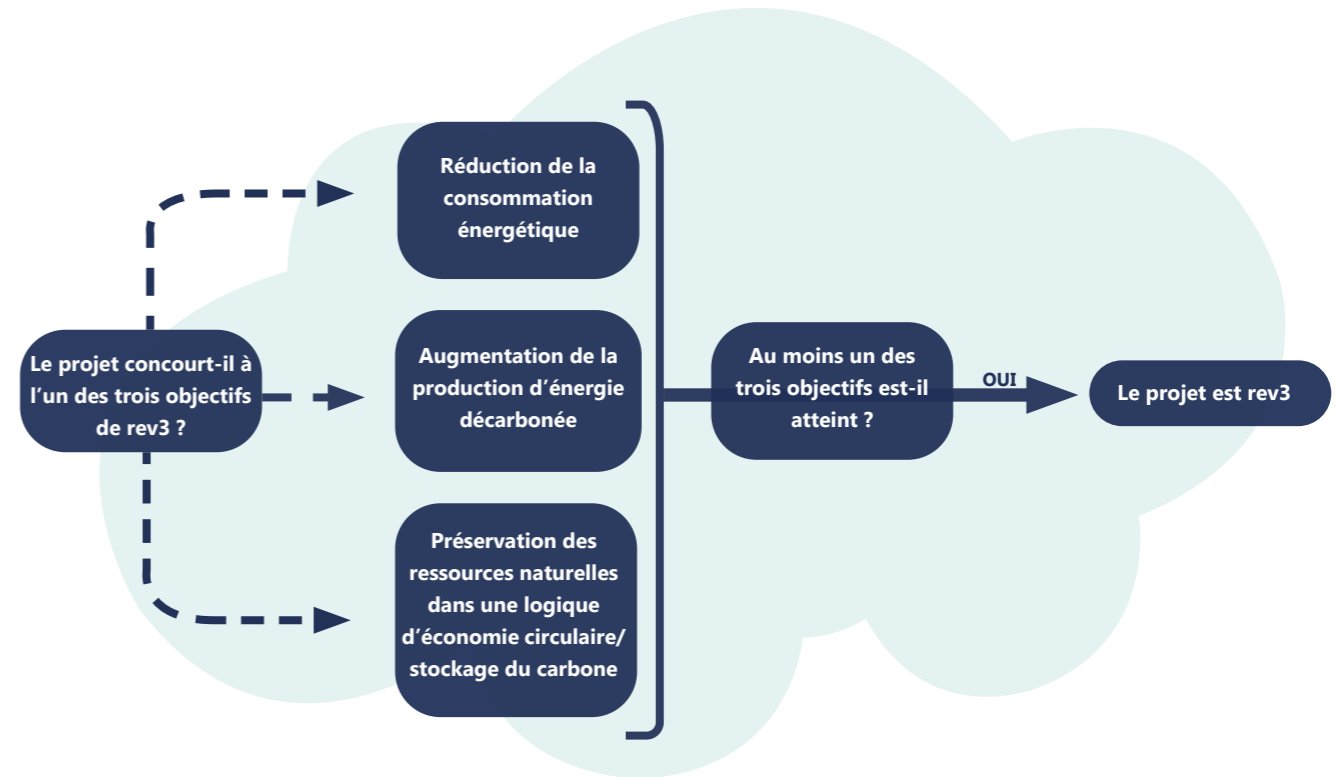 Le projet concourt-il à
l’un des trois objectifs
de rev3 ?
Réduction de la
consommation
énergétique
Augmentation de la
production d’énergie
décarbonée
Préservation des
ressources naturelles
dans une logique
d’économie circulaire/
stockage du carbone
Au moins un des
trois objectifs est-il
atteint ?
OUI
Le projet est rev3